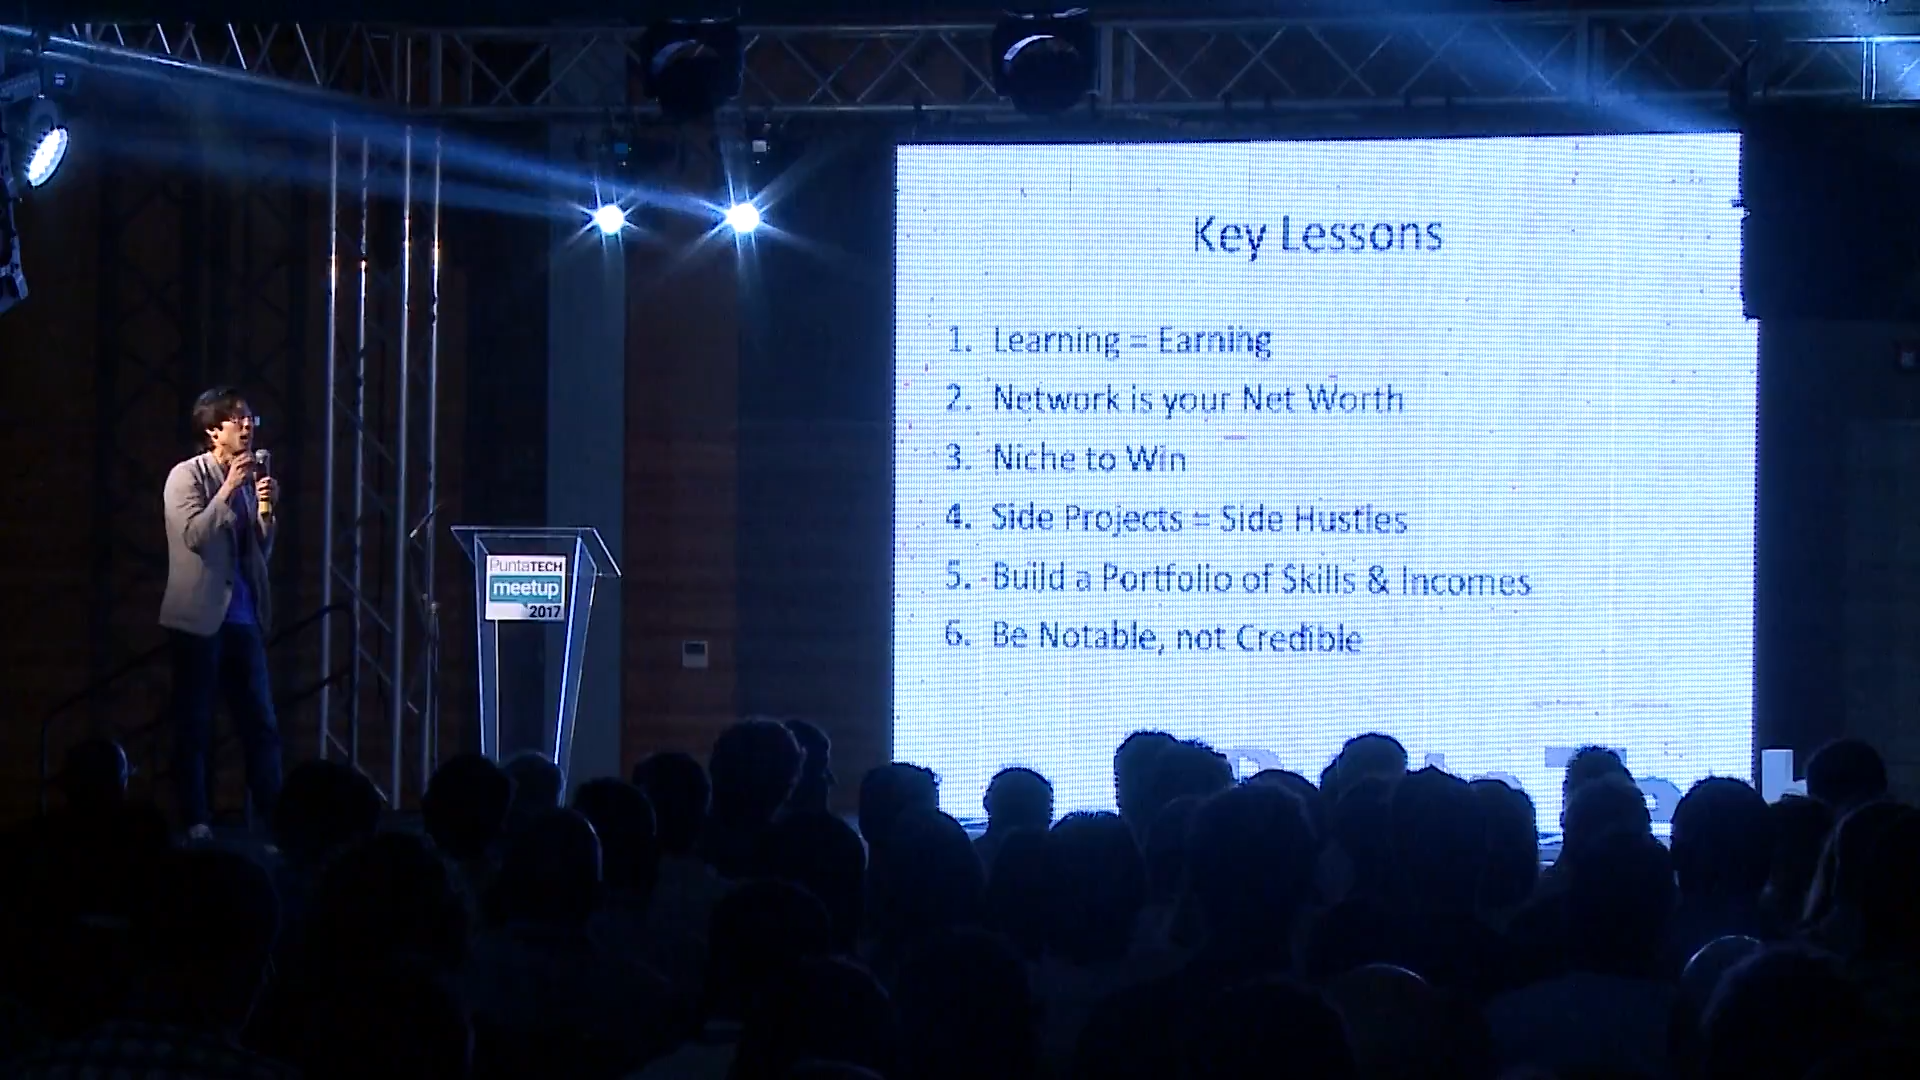 Key Lessons
1. Learning = Earning
2. Network is your Net Worth
3. Niche to Win
4. Side Projects = Side Hustles
5. Build a Portfolio of Skills & Incomes
6. Be Notable, not Credible
PuntaTECH
meetup
2017